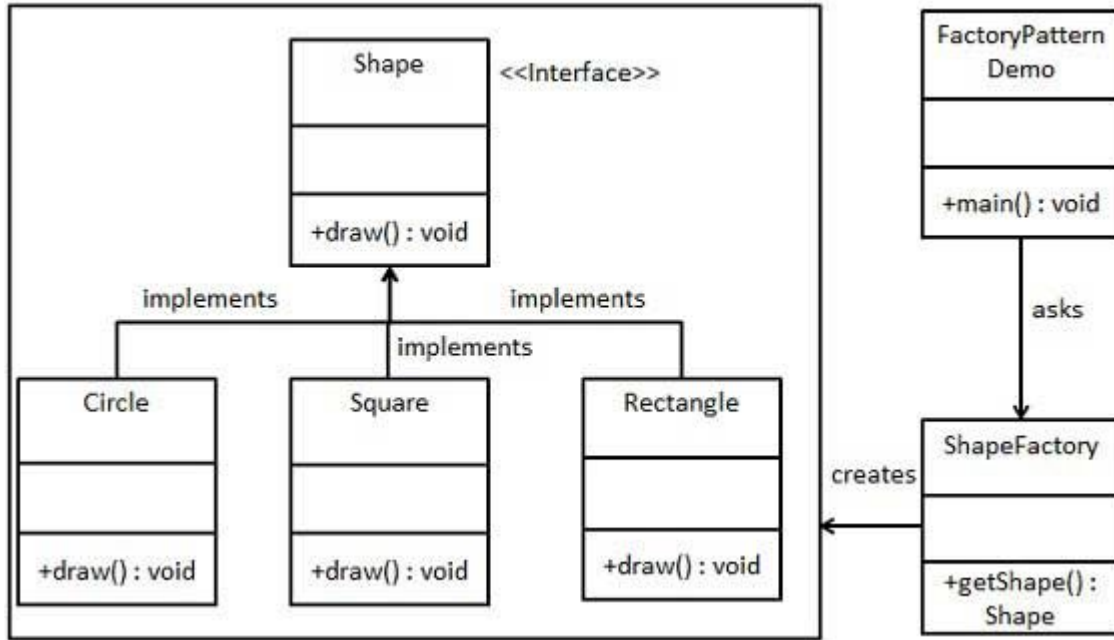 Shape
<<Interface>>
+draw() : void
implements
implements
implements
Circle
+draw() : void
Square
+draw() : void
Rectangle
+draw() : void
FactoryPattern
Demo
+main() : void
asks
ShapeFactory
creates
+getShape() :
Shape